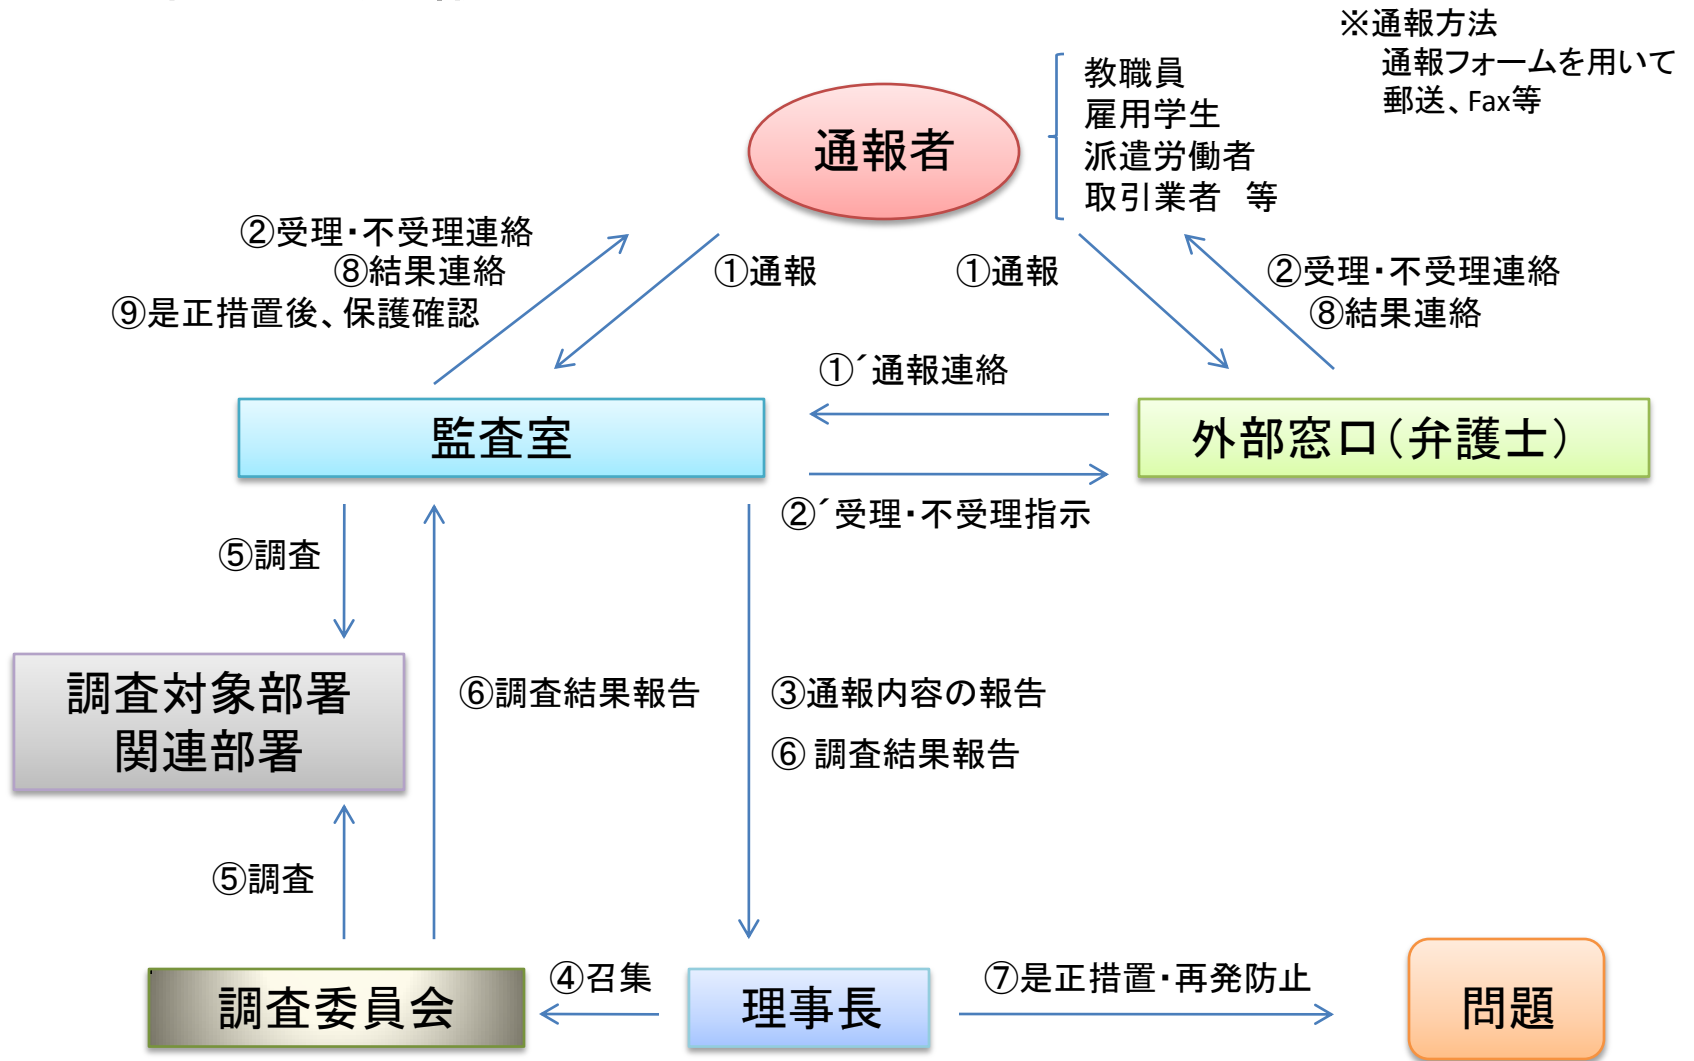 ※通報方法
通報フォームを用いて
郵送、Fax等
通報者
教職員
雇用学生
派遣労働者
取引業者　等
②受理・不受理連絡
⑧結果連絡
⑨是正措置後、保護確認
①通報
①通報
②受理・不受理連絡
⑧結果連絡
①´通報連絡
監査室
外部窓口（弁護士）
②´受理・不受理指示
⑤調査
調査対象部署
関連部署
⑥調査結果報告
③通報内容の報告
⑥調査結果報告
⑤調査
調査委員会
④召集
理事長
⑦是正措置・再発防止
問題